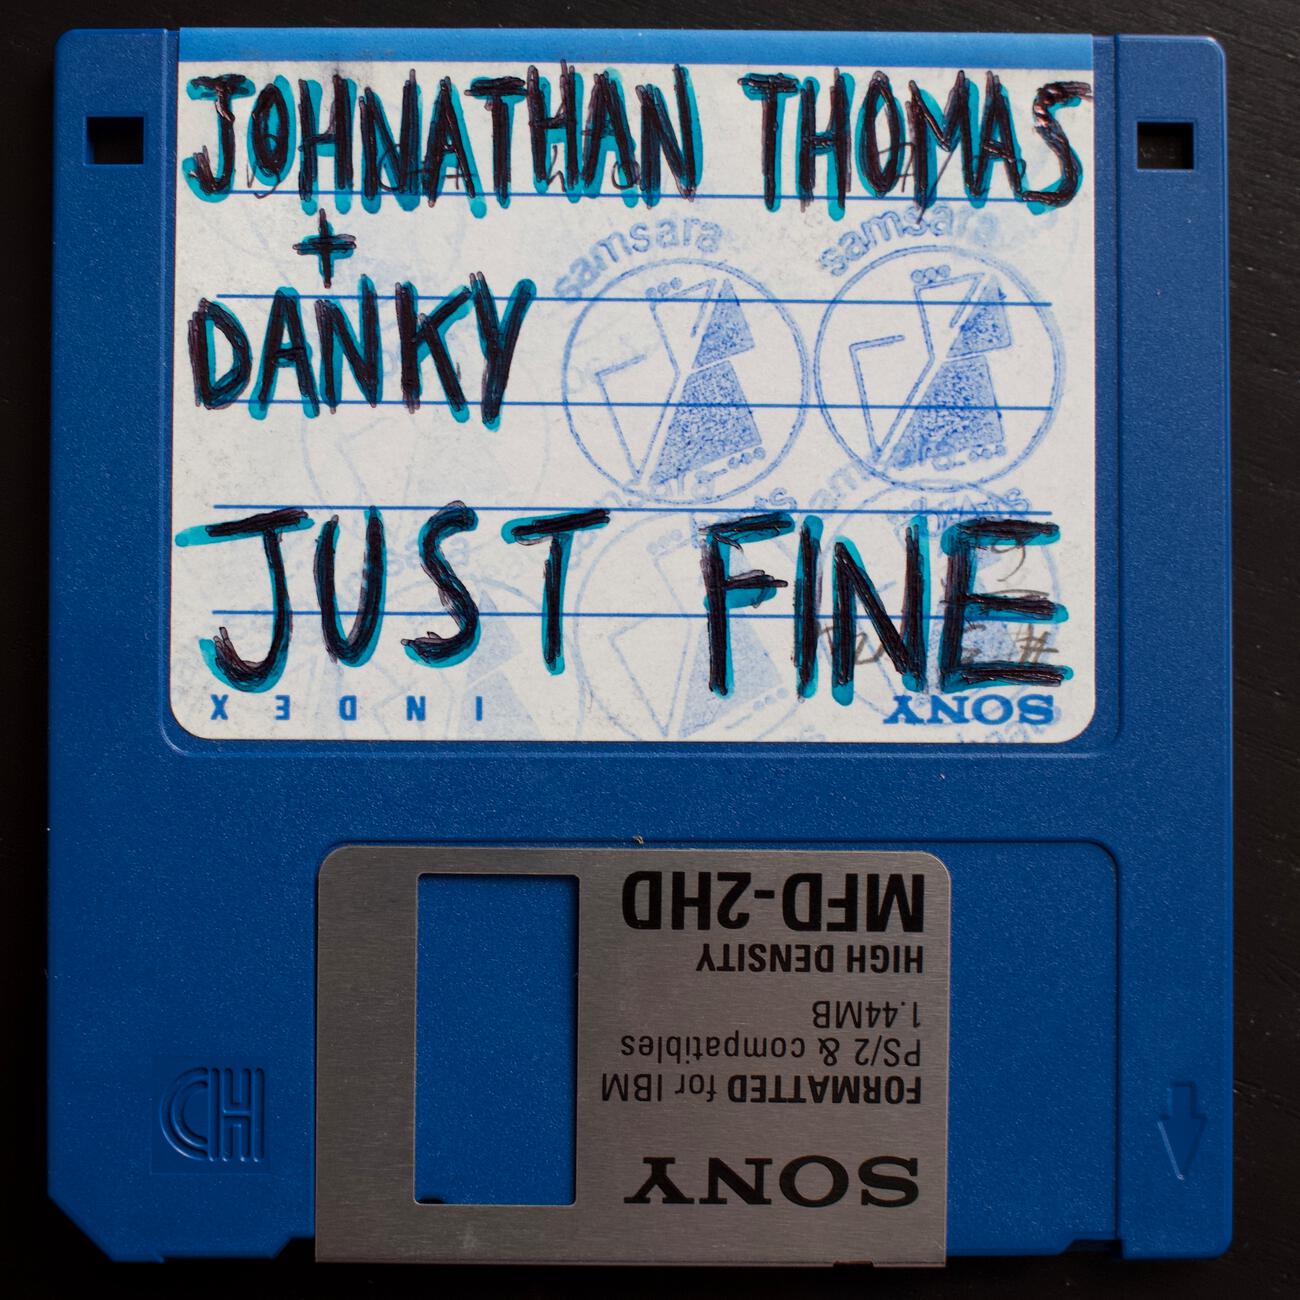 JOHNATHAN THOMAS
+
DANKY
samsara
samsara
JUST FINE
INDEX
SONY
MFD-2HD
HIGH DENSITY
1.44MB
PS/2 & compatibles
FORMATTED for IBM
SONY
HD